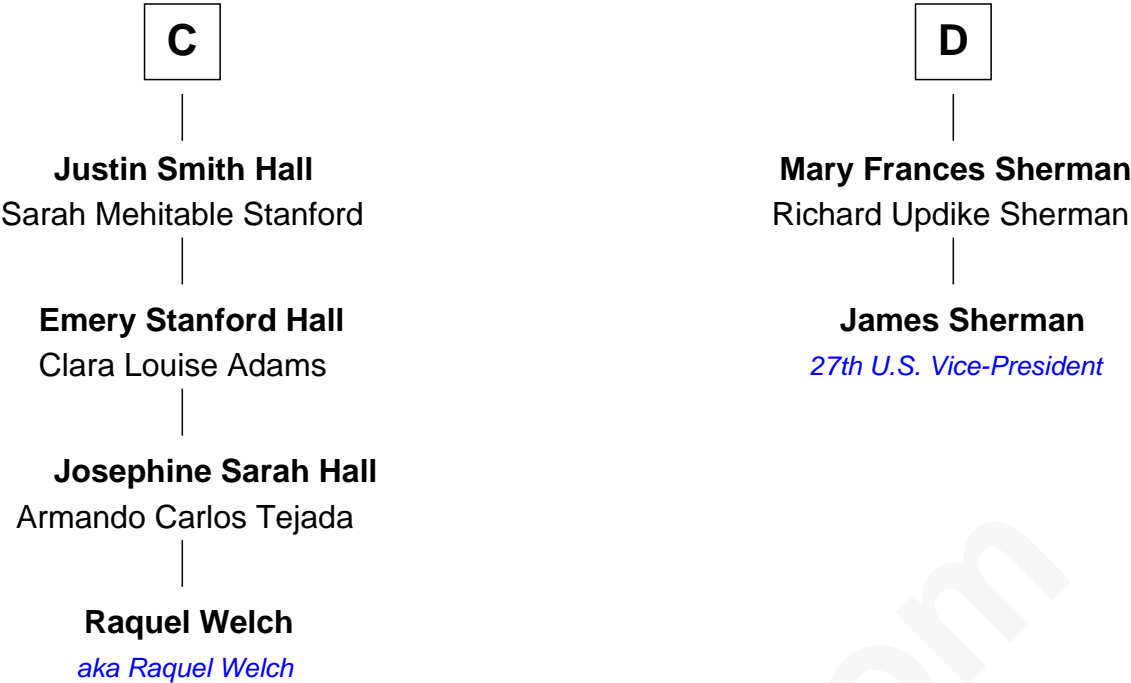 C
Justin Smith Hall
Sarah Mehitable Stanford
Emery Stanford Hall
Clara Louise Adams
Josephine Sarah Hall
Armando Carlos Tejada
Raquel Welch
aka Raquel Welch
D
Mary Frances Sherman
Richard Updike Sherman
James Sherman
27th U.S. Vice-President
om